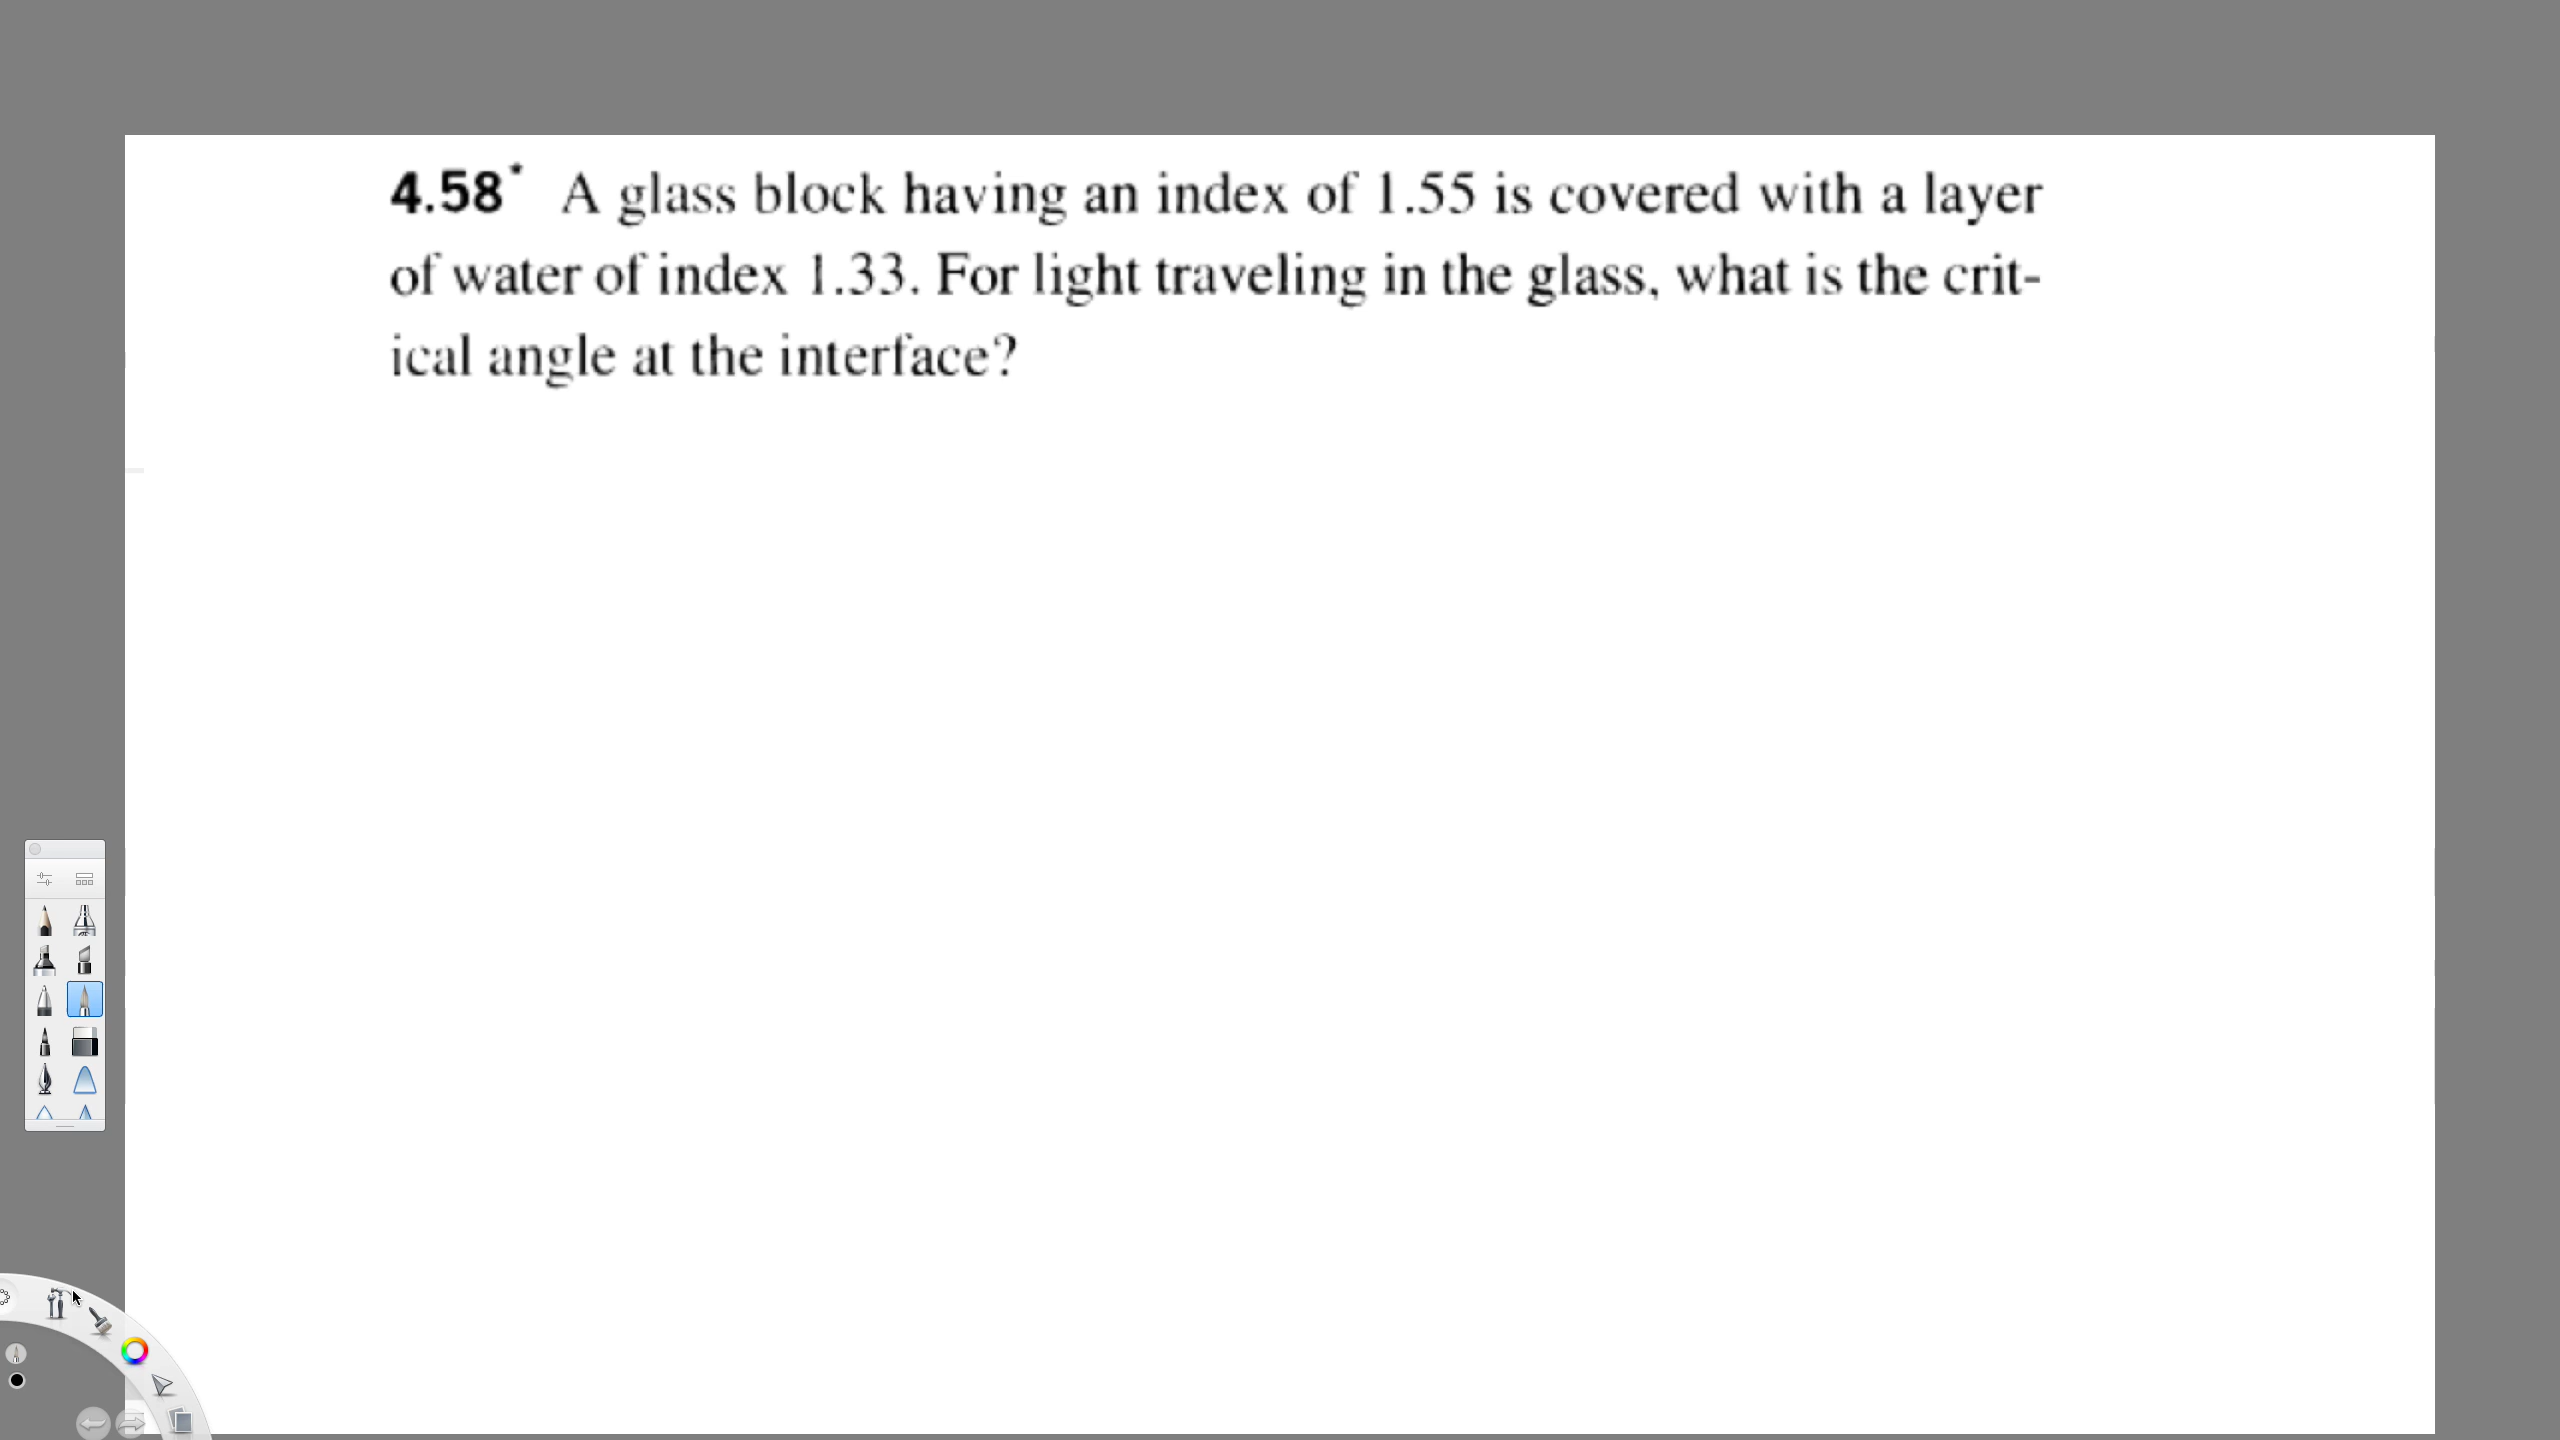 4.58* A glass block having an index of 1.55 is covered with a layer
of water of index 1.33. For light traveling in the glass, what is the crit-
ical angle at the interface?